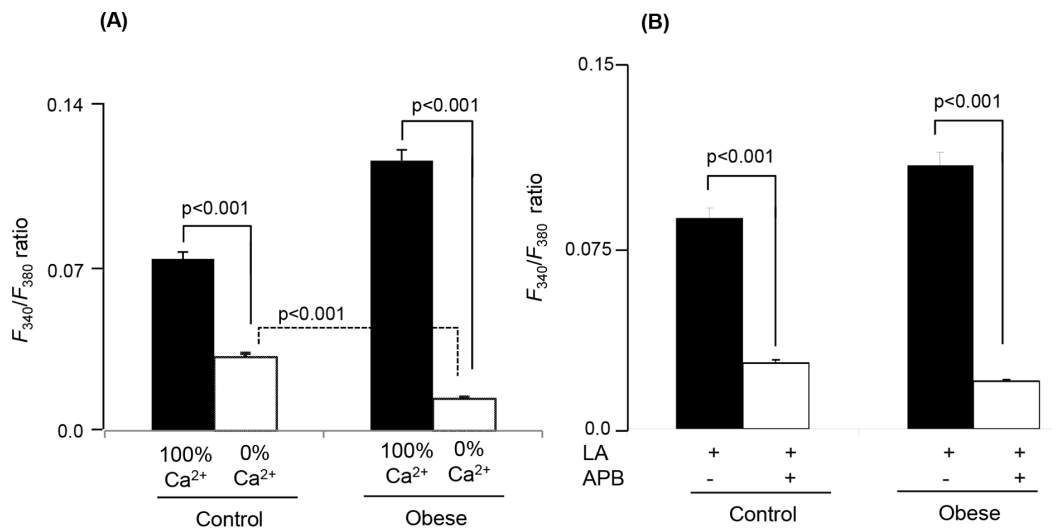 (A)
0.14
0.07
0.0
F₃₄₀/F₃₈₀ ratio
p<0.001
p<0.001
p<0.001
100% 0% 100% 0%
Ca²⁺ Ca²⁺ Ca²⁺ Ca²⁺
Control Obese
(B)
0.15
0.075
0.0
F₃₄₀/F₃₈₀ ratio
p<0.001
p<0.001
LA + + + +
APB - + - +
Control Obese